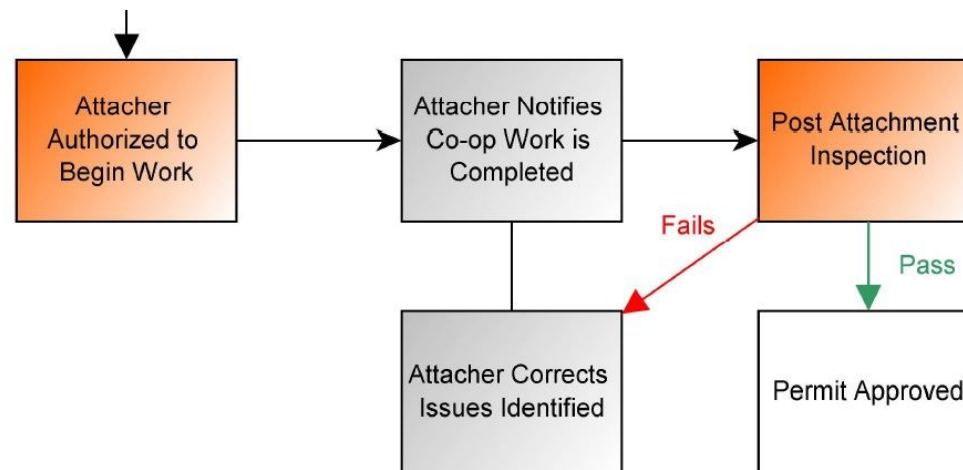 Attacher
Authorized to
Begin Work
Attacher Notifies
Co-op Work is
Completed
Post Attachment
Inspection
Fails
Pass
Attacher Corrects
Issues Identified
Permit Approved